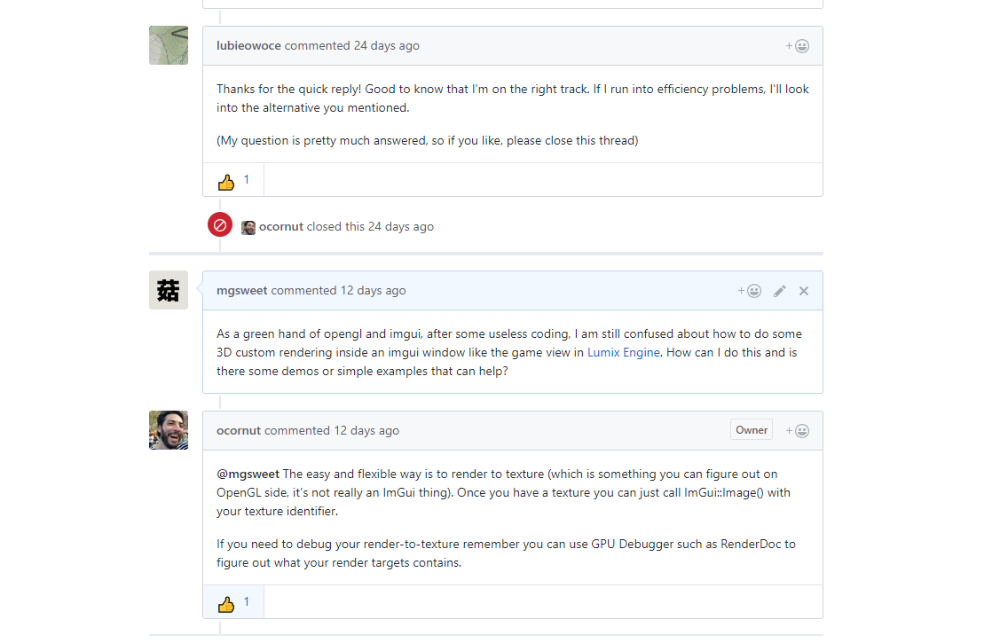 lubieowoce commented 24 days ago
+
Thanks for the quick reply! Good to know that I'm on the right track. If I run into efficiency problems, I'll look
into the alternative you mentioned.
(My question is pretty much answered, so if you like, please close this thread)
1
ocornut closed this 24 days ago
菇
mgsweet commented 12 days ago
+
As a green hand of opengl and imgui, after some useless coding, I am still confused about how to do some
3D custom rendering inside an imgui window like the game view in Lumix Engine. How can I do this and is
there some demos or simple examples that can help?
ocornut commented 12 days ago
Owner
+
@mgsweet The easy and flexible way is to render to texture (which is something you can figure out on
OpenGL side, it's not really an ImGui thing). Once you have a texture you can just call ImGui::Image() with
your texture identifier.
If you need to debug your render-to-texture remember you can use GPU Debugger such as RenderDoc to
figure out what your render targets contains.
1